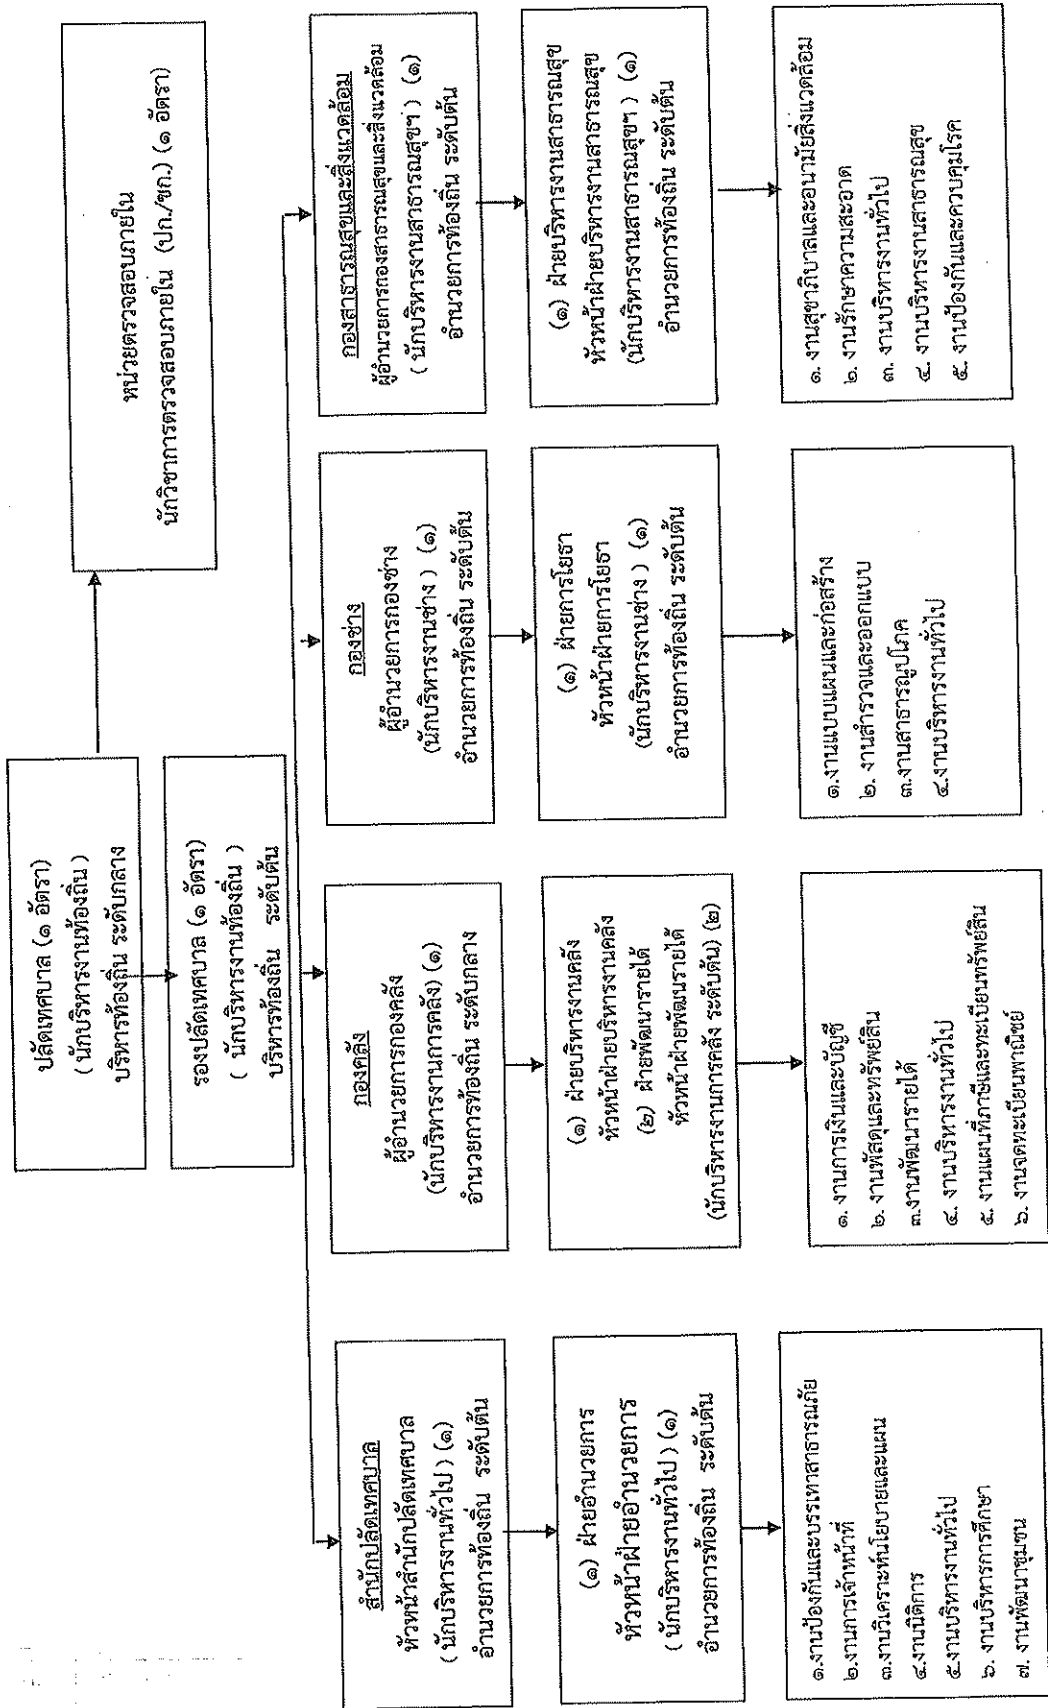 ปลัดเทศบาล (๑ อัตรา)
(นักบริหารงานท้องถิ่น)
บริหารท้องถิ่น ระดับกลาง
หน่วยตรวจสอบภายใน
นักวิชาการตรวจสอบภายใน (ปก./ชก.) (๑ อัตรา)
รองปลัดเทศบาล (๑ อัตรา)
( นักบริหารงานท้องถิ่น )
บริหารท้องถิ่น ระดับต้น
สำนักปลัดเทศบาล
หัวหน้าสำนักปลัดเทศบาล
(นักบริหารงานทั่วไป) (๑)
อำนวยการท้องถิ่น ระดับต้น
กองคลัง
ผู้อำนวยการกองคลัง
(นักบริหารงานการคลัง) (๑)
อำนวยการท้องถิ่น ระดับกลาง
กองช่าง
ผู้อำนวยการกองช่าง
(นักบริหารงานช่าง ) (๑)
อำนวยการท้องถิ่น ระดับต้น
กองสาธารณสุขและสิ่งแวดล้อม
ผู้อำนวยการกองสาธารณสุขและสิ่งแวดล้อม
( นักบริหารงานสาธารณสุขฯ ) (๑)
อำนวยการท้องถิ่น ระดับต้น
(๑) ฝ่ายอำนวยการ
หัวหน้าฝ่ายอำนวยการ
( นักบริหารงานทั่วไป ) (๑)
อำนวยการท้องถิ่น ระดับต้น
(๑) ฝ่ายบริหารงานคลัง
หัวหน้าฝ่ายบริหารงานคลัง
(๒) ฝ่ายพัฒนารายได้
หัวหน้าฝ่ายพัฒนรายได้
(นักบริหารงานการคลัง ระดับต้น) (๒)
(๑) ฝ่ายการโยธา
หัวหน้าฝ่ายการโยธา
(นักบริหารงานช่าง ) (๑)
อำนวยการท้องถิ่น ระดับต้น
(๑) ฝ่ายบริหารงานสาธารณสุข
หัวหน้าฝ่ายบริหารงานสาธารณสุข
(นักบริหารงานสาธารณสุขฯ ) (๑)
อำนวยการท้องถิ่น ระดับต้น
๑.งานป้องกันและบรรเทาสาธารณภัย
๒.งานการเจ้าหน้าที่
๓.งานวิเคราะห์นโยบายและแผน
๔.งานนิติการ
๕.งานบริหารงานทั่วไป
๖. งานบริหารการศึกษา
๗. งานพัฒนาชุมชน
๑. งานการเงินและบัญชี
๒. งานพัสดุและทรัพย์สิน
๓.งานพัฒนารายได้
๔. งานบริหารงานทั่วไป
๕. งานแผนที่ภาษีและทะเบียนทรัพย์สิน
๖. งานจดทะเบียนพาณิชย์
๑.งานแบบแผนและก่อสร้าง
๒. งานสำรวจและออกแบบ
๓.งานสาธารณูปโภค
๔.งานบริหารงานทั่วไป
๑. งานสุขาภิบาลและอนามัยสิ่งแวดล้อม
๒. งานรักษาความสะอาด
๓. งานบริหารงานทั่วไป
๔. งานบริหารงานสาธารณสุข
๕. งานป้องกันและควบคุมโรค